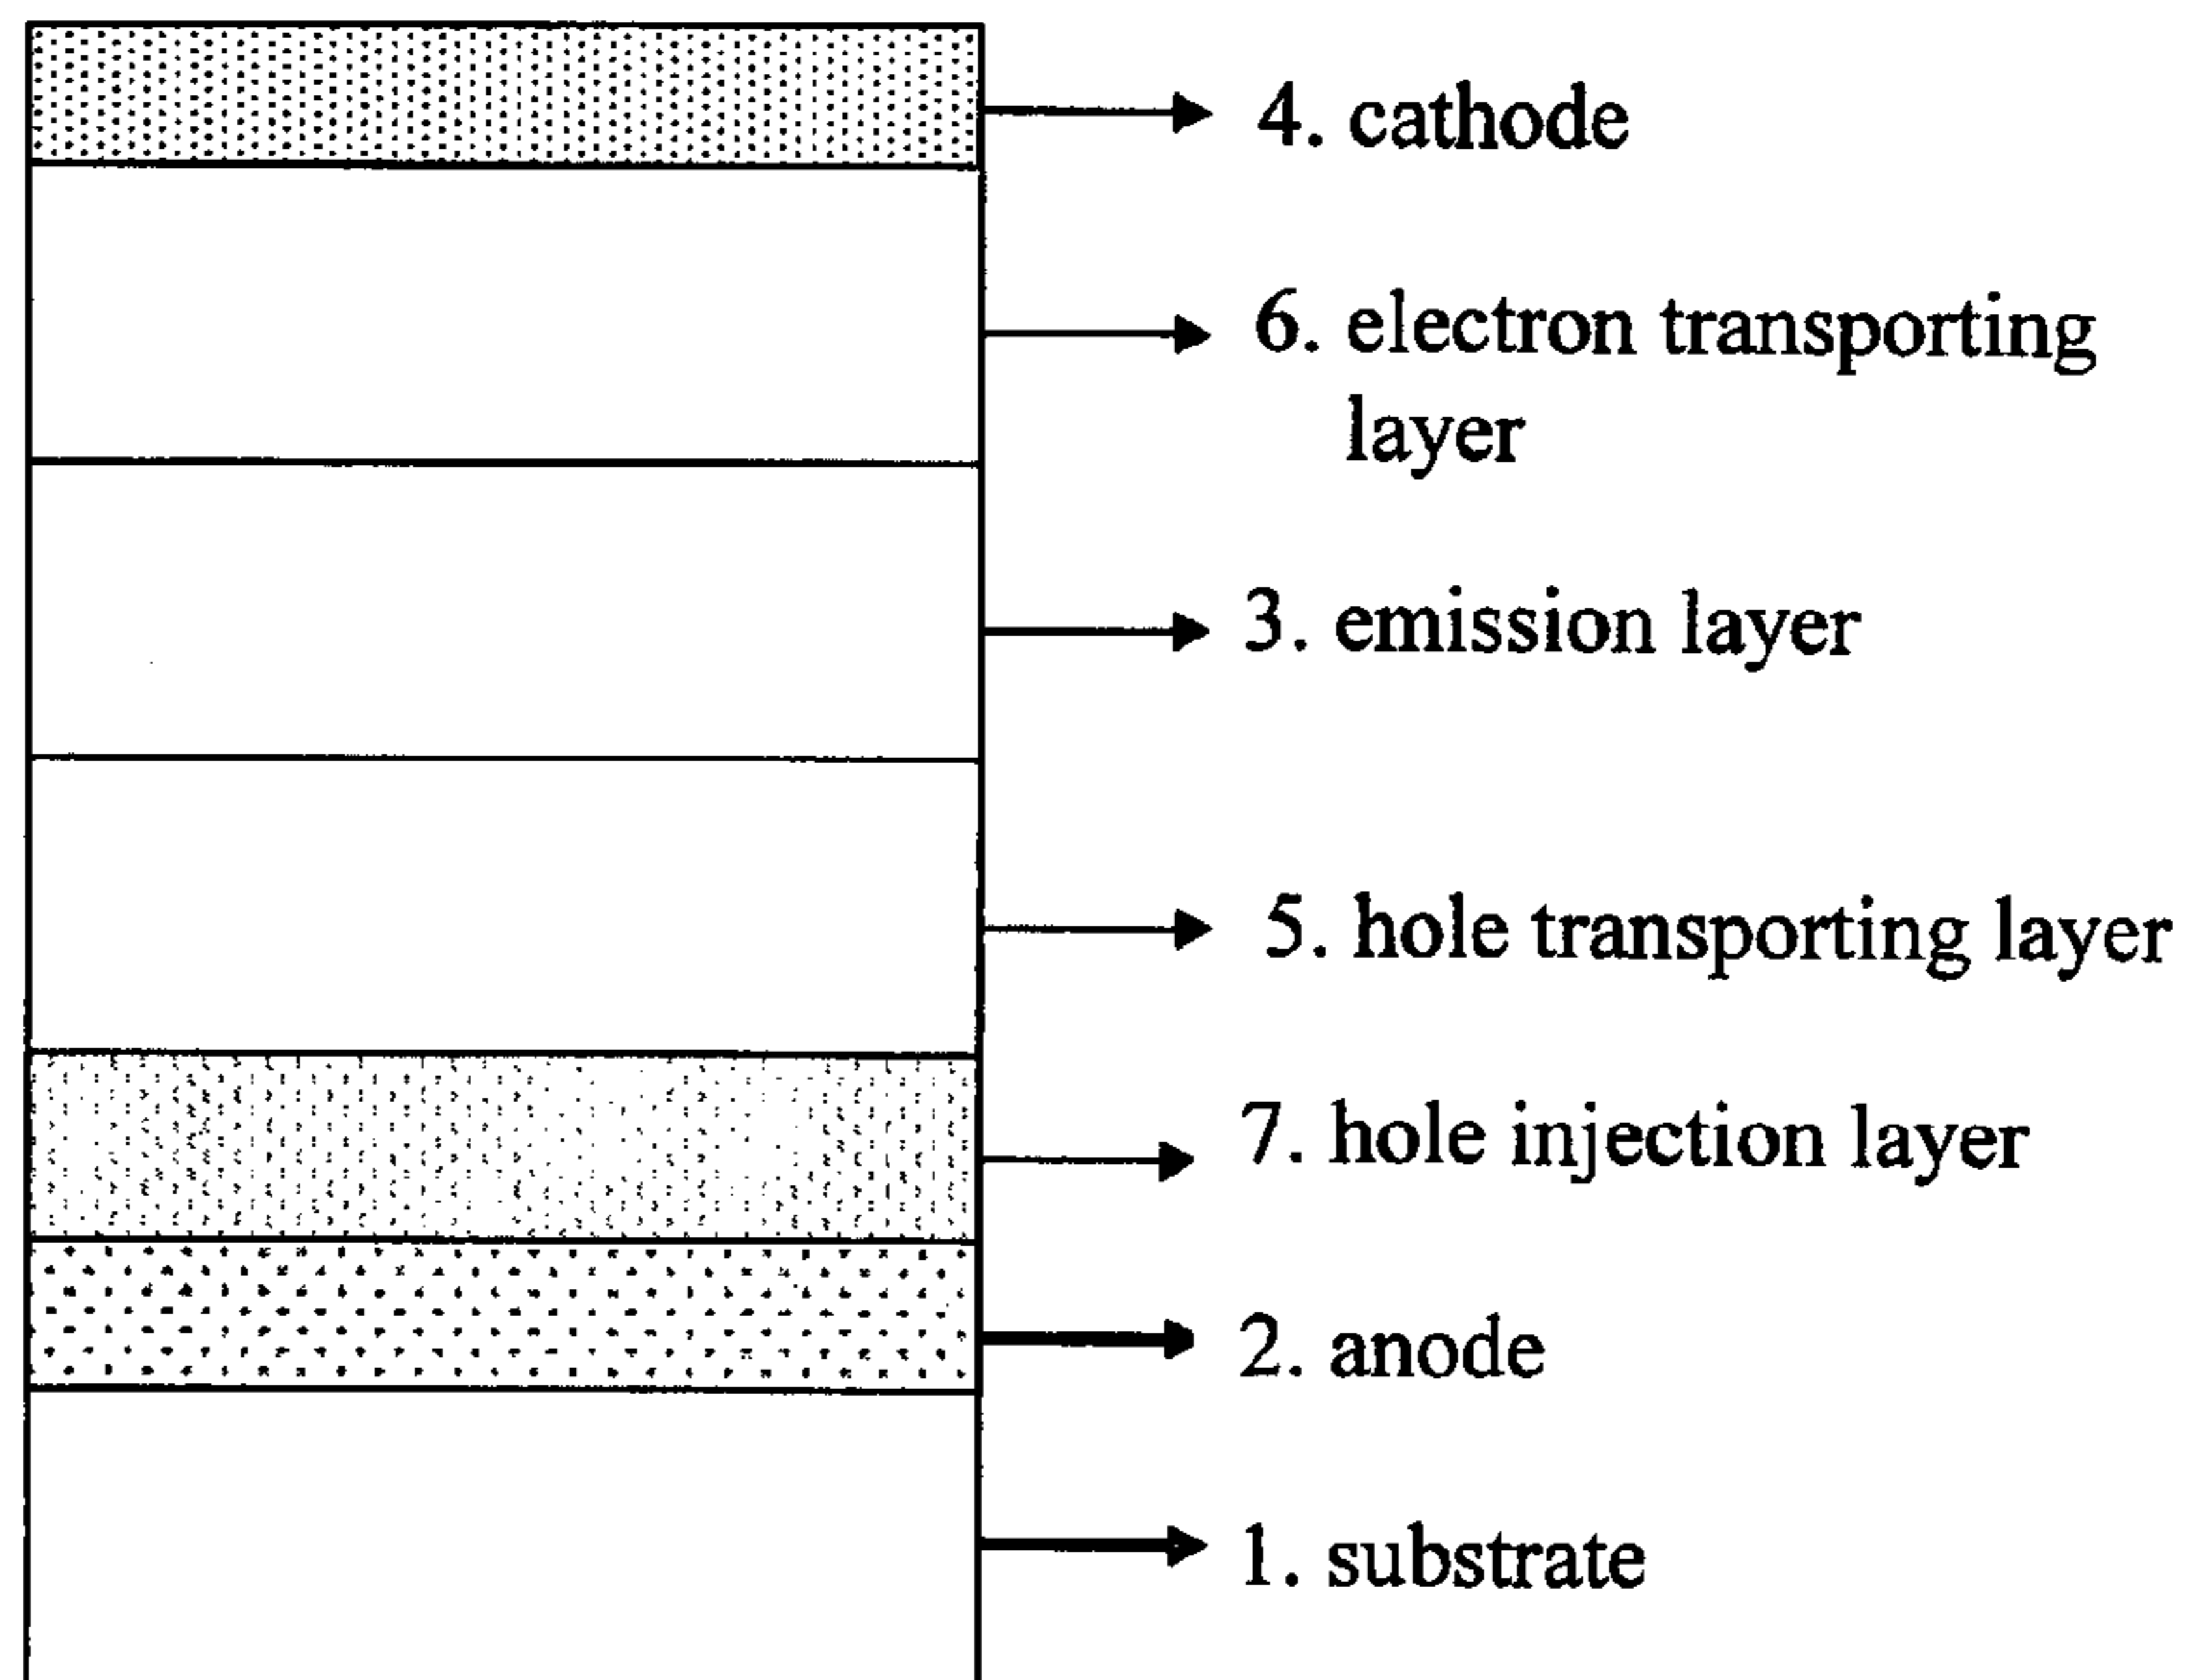 4. cathode
6. electron transporting
layer
3. emission layer
5. hole transporting layer
7. hole injection layer
2. anode
1. substrate